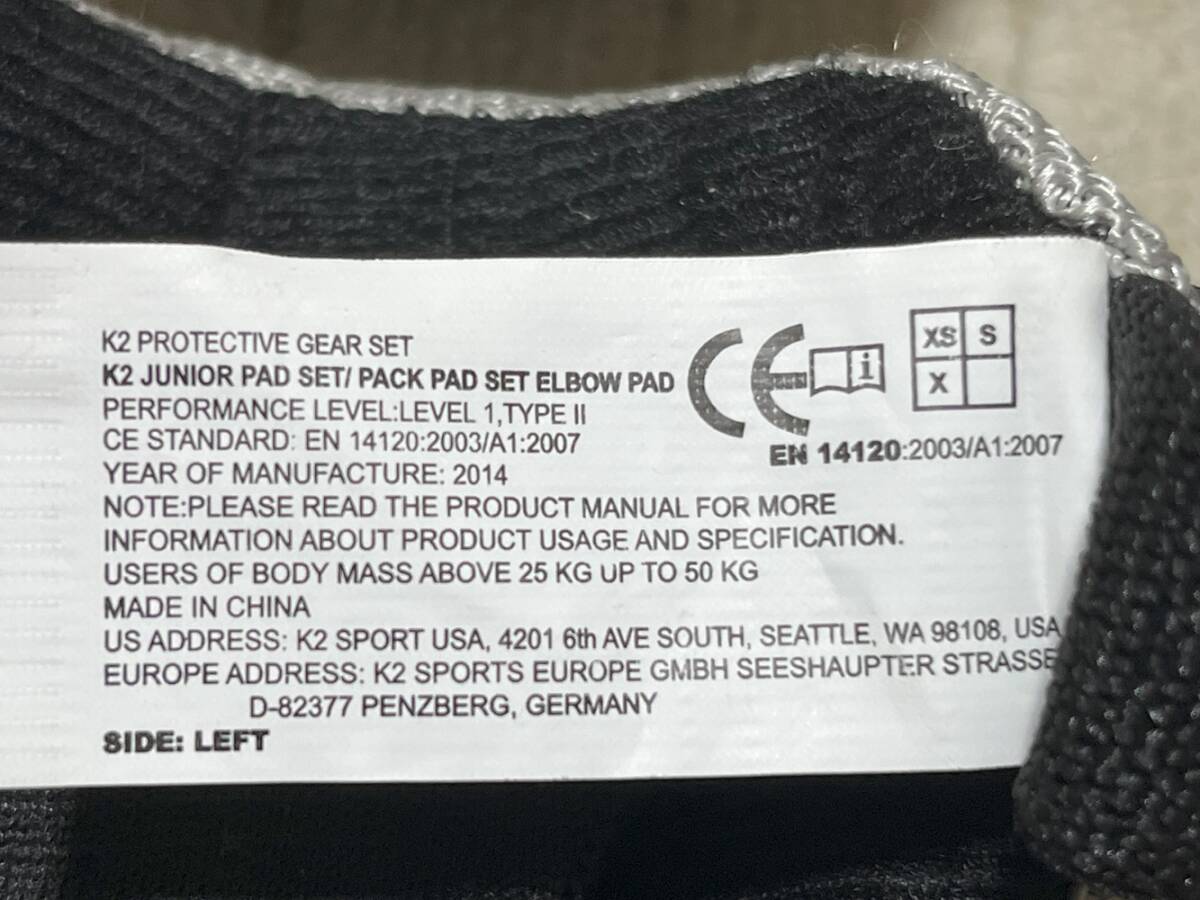 K2 PROTECTIVE GEAR SET
K2 JUNIOR PAD SET/ PACK PAD SET ELBOW PAD
PERFORMANCE LEVEL:LEVEL 1,TYPE II
CE STANDARD: EN 14120:2003/A1:2007
YEAR OF MANUFACTURE: 2014
NOTE:PLEASE READ THE PRODUCT MANUAL FOR MORE
INFORMATION ABOUT PRODUCT USAGE AND SPECIFICATION.
USERS OF BODY MASS ABOVE 25 KG UP TO 50 KG
MADE IN CHINA
US ADDRESS: K2 SPORT USA, 4201 6th AVE SOUTH, SEATTLE, WA 98108, USA
EUROPE ADDRESS: K2 SPORTS EUROPE GMBH SEESHAUPTER STRASSE
D-82377 PENZBERG, GERMANY
SIDE: LEFT
CE i
XS S
X
EN 14120:2003/A1:2007